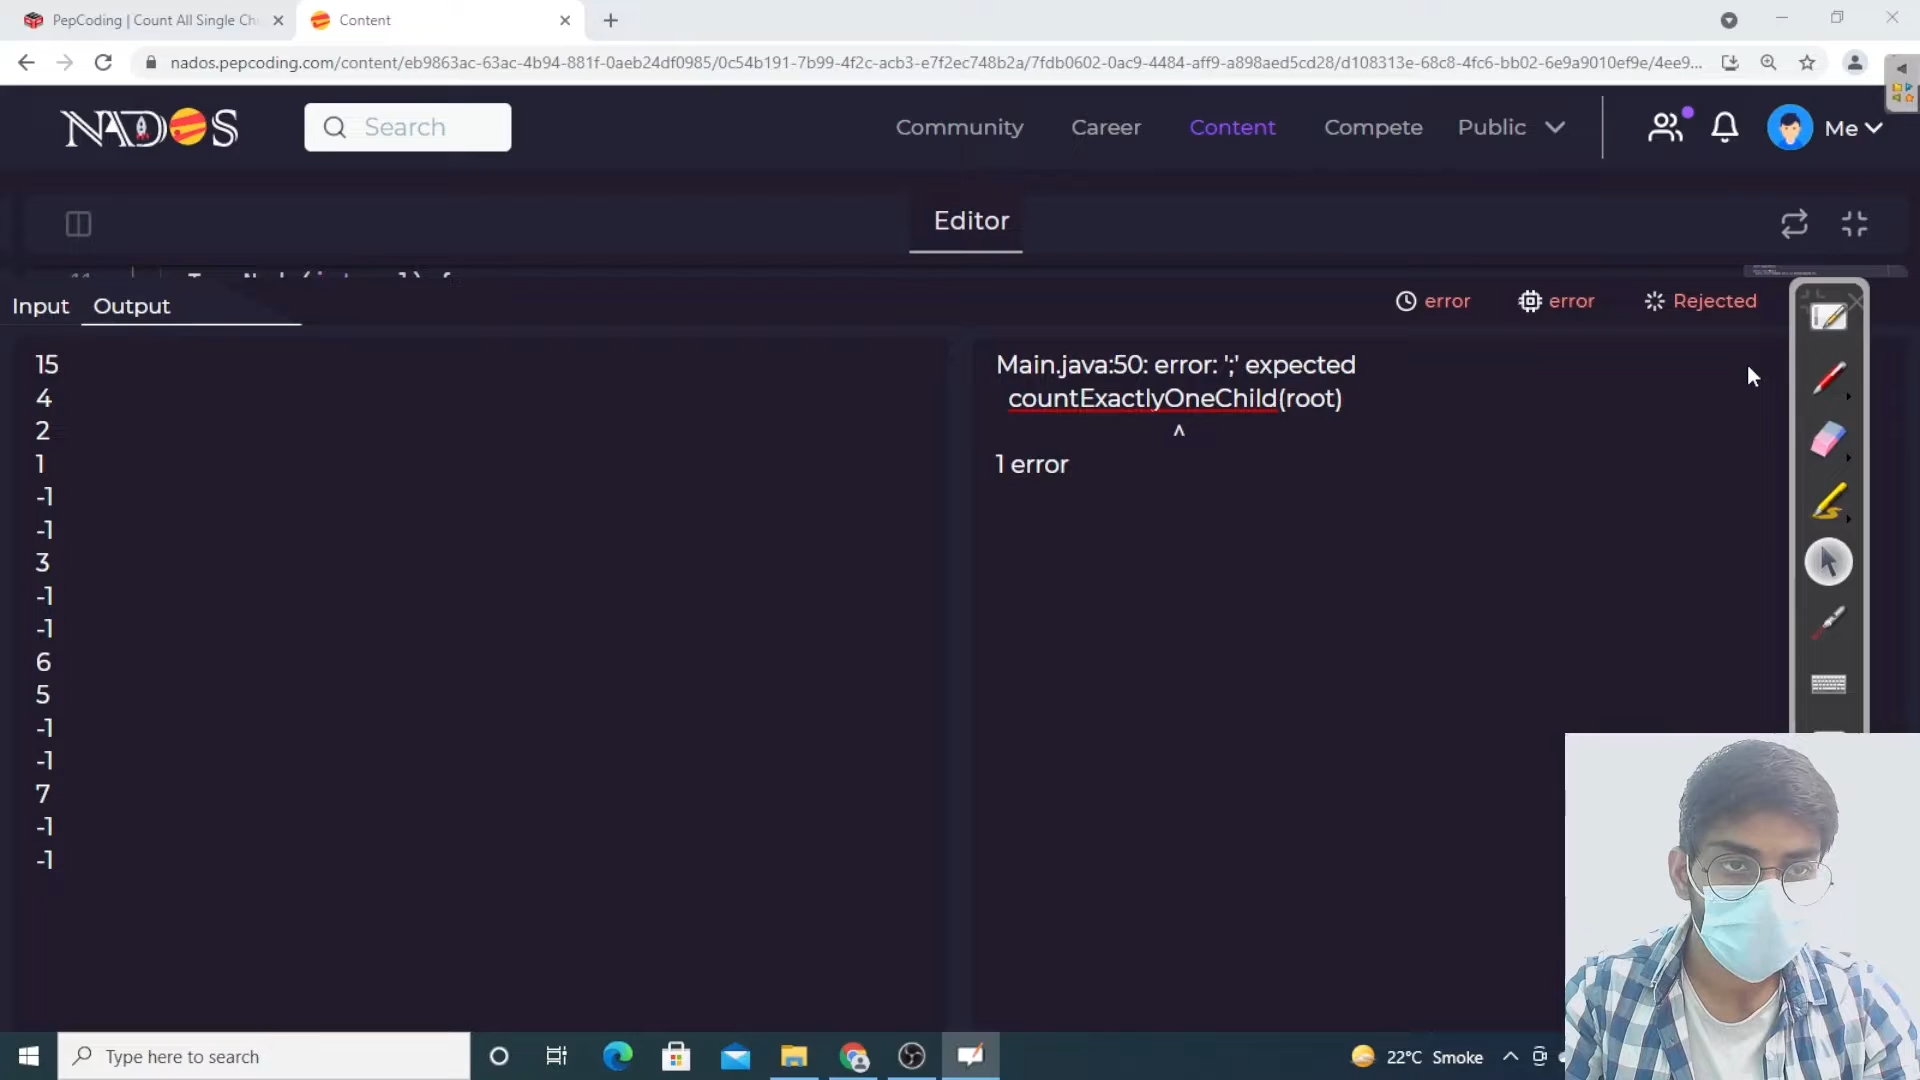 PepCoding | Count All Single Ch
Content
nados.pepcoding.com/content/eb9863ac-63ac-4b94-881f-0aeb24df0985/0c54b191-7b99-4f2c-acb3-e7f2ec748b2a/7fdb0602-0ac9-4484-aff9-a898aed5cd28/d108313e-68c8-4fc6-bb02-6e9a9010ef9e/4ee9...
NADOS
Search
Community
Career
Content
Compete
Public
Me
Editor
Input
Output
error
error
Rejected
15
4
2
1
-1
-1
3
-1
-1
6
5
-1
-1
7
-1
-1
Main.java:50: error: ';' expected
countExactlyOneChild(root)
^
1 error
Type here to search
22°C Smoke